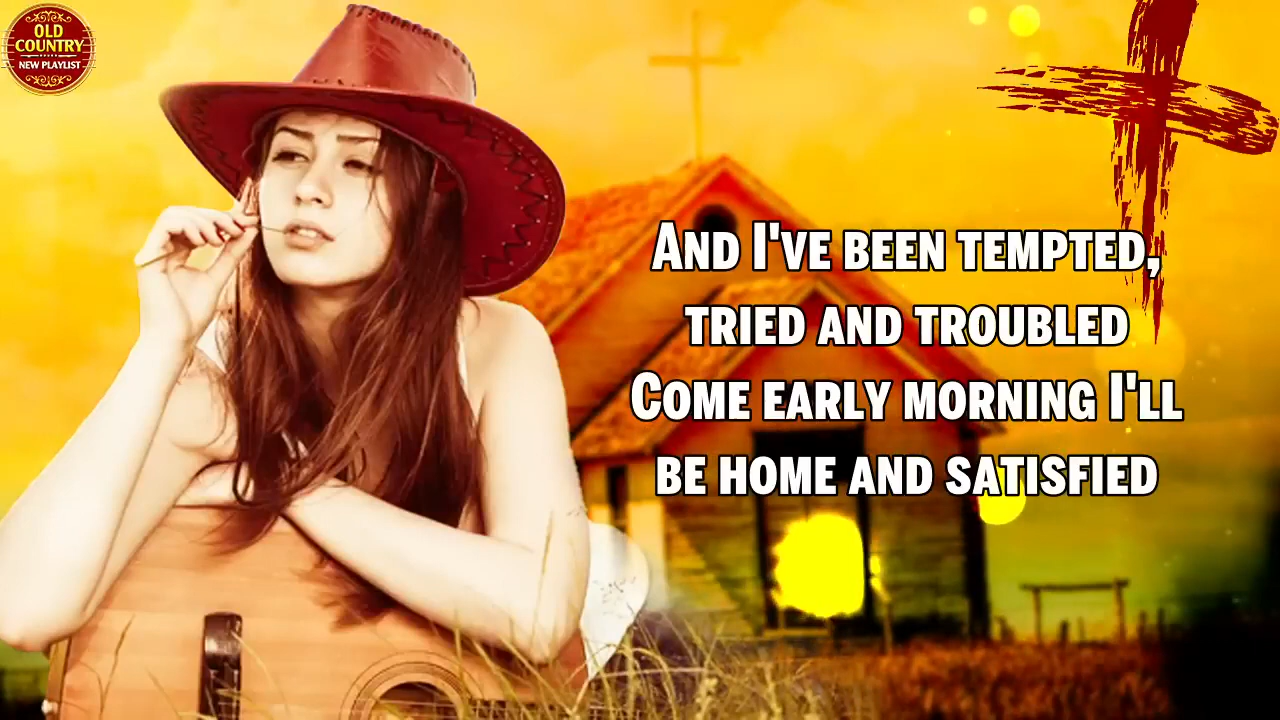 OLD
COUNTRY
NEW PLAYLIST
AND I'VE BEEN TEMPTED,
TRIED AND TROUBLED
COME EARLY MORNING I'LL
BE HOME AND SATISFIED